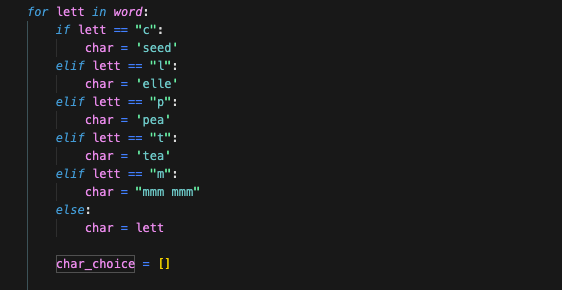 for lett in word:
    if lett == "c":
        char = 'seed'
    elif lett == "l":
        char = 'elle'
    elif lett == "p":
        char = 'pea'
    elif lett == "t":
        char = 'tea'
    elif lett == "m":
        char = "mmm mmm"
    else:
        char = lett
    char_choice = []